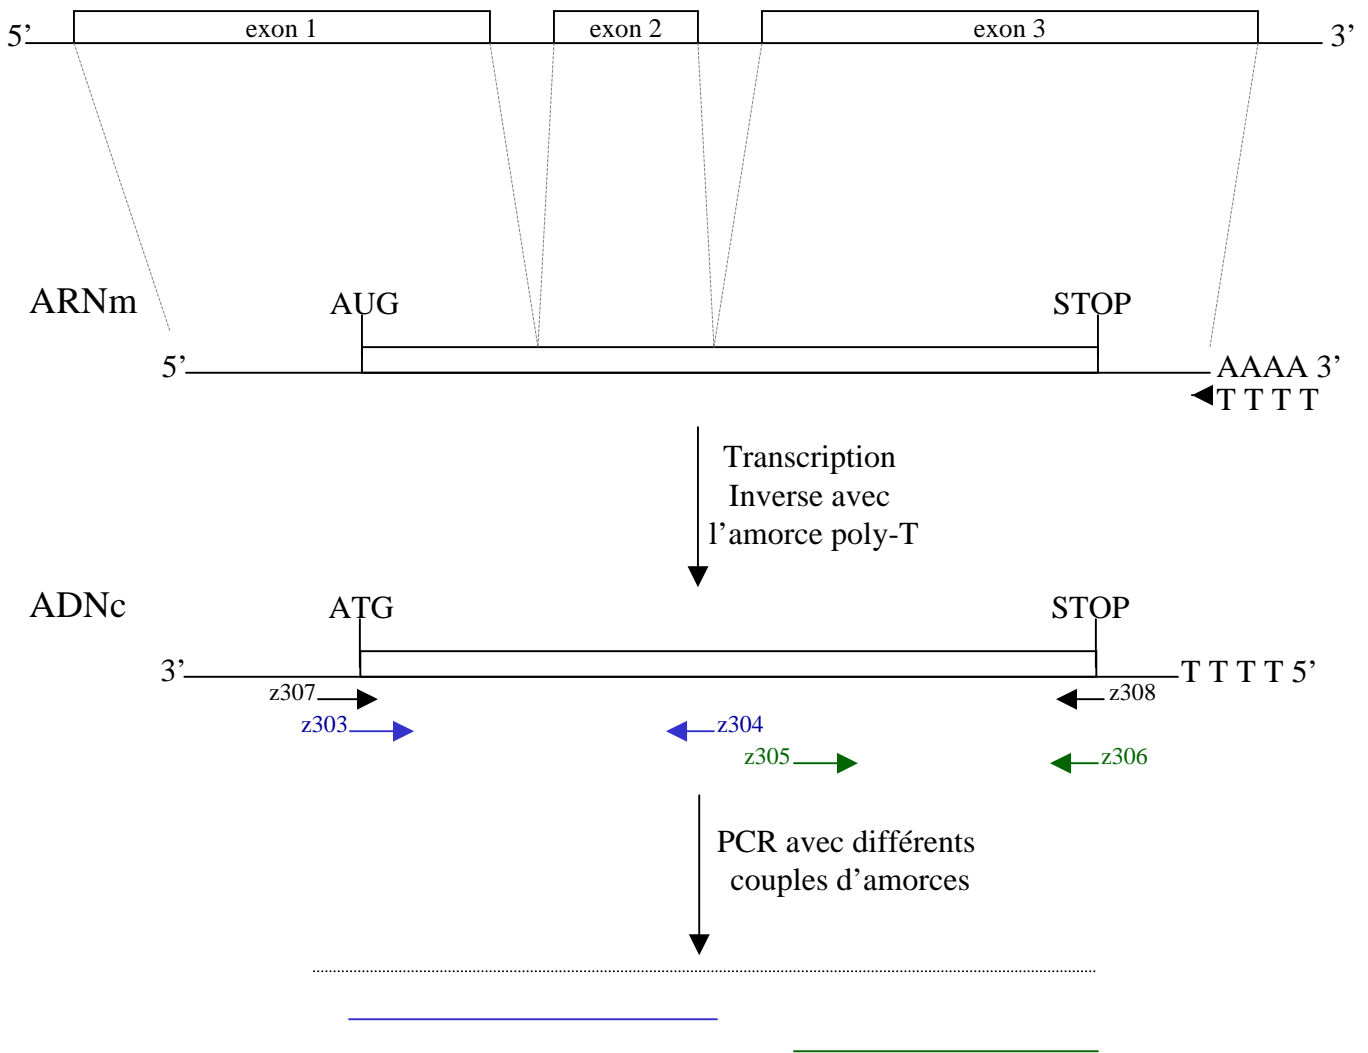 5’ exon 1 exon 2 exon 3 3’
ARNm AUG STOP
5’ AAAA 3’
T T T T
Transcription
Inverse avec
l’amorce poly-T
ADNc ATG STOP
3’ T T T T 5’
z307 z308
z303 z304
z305 z306
PCR avec différents
couples d’amorces